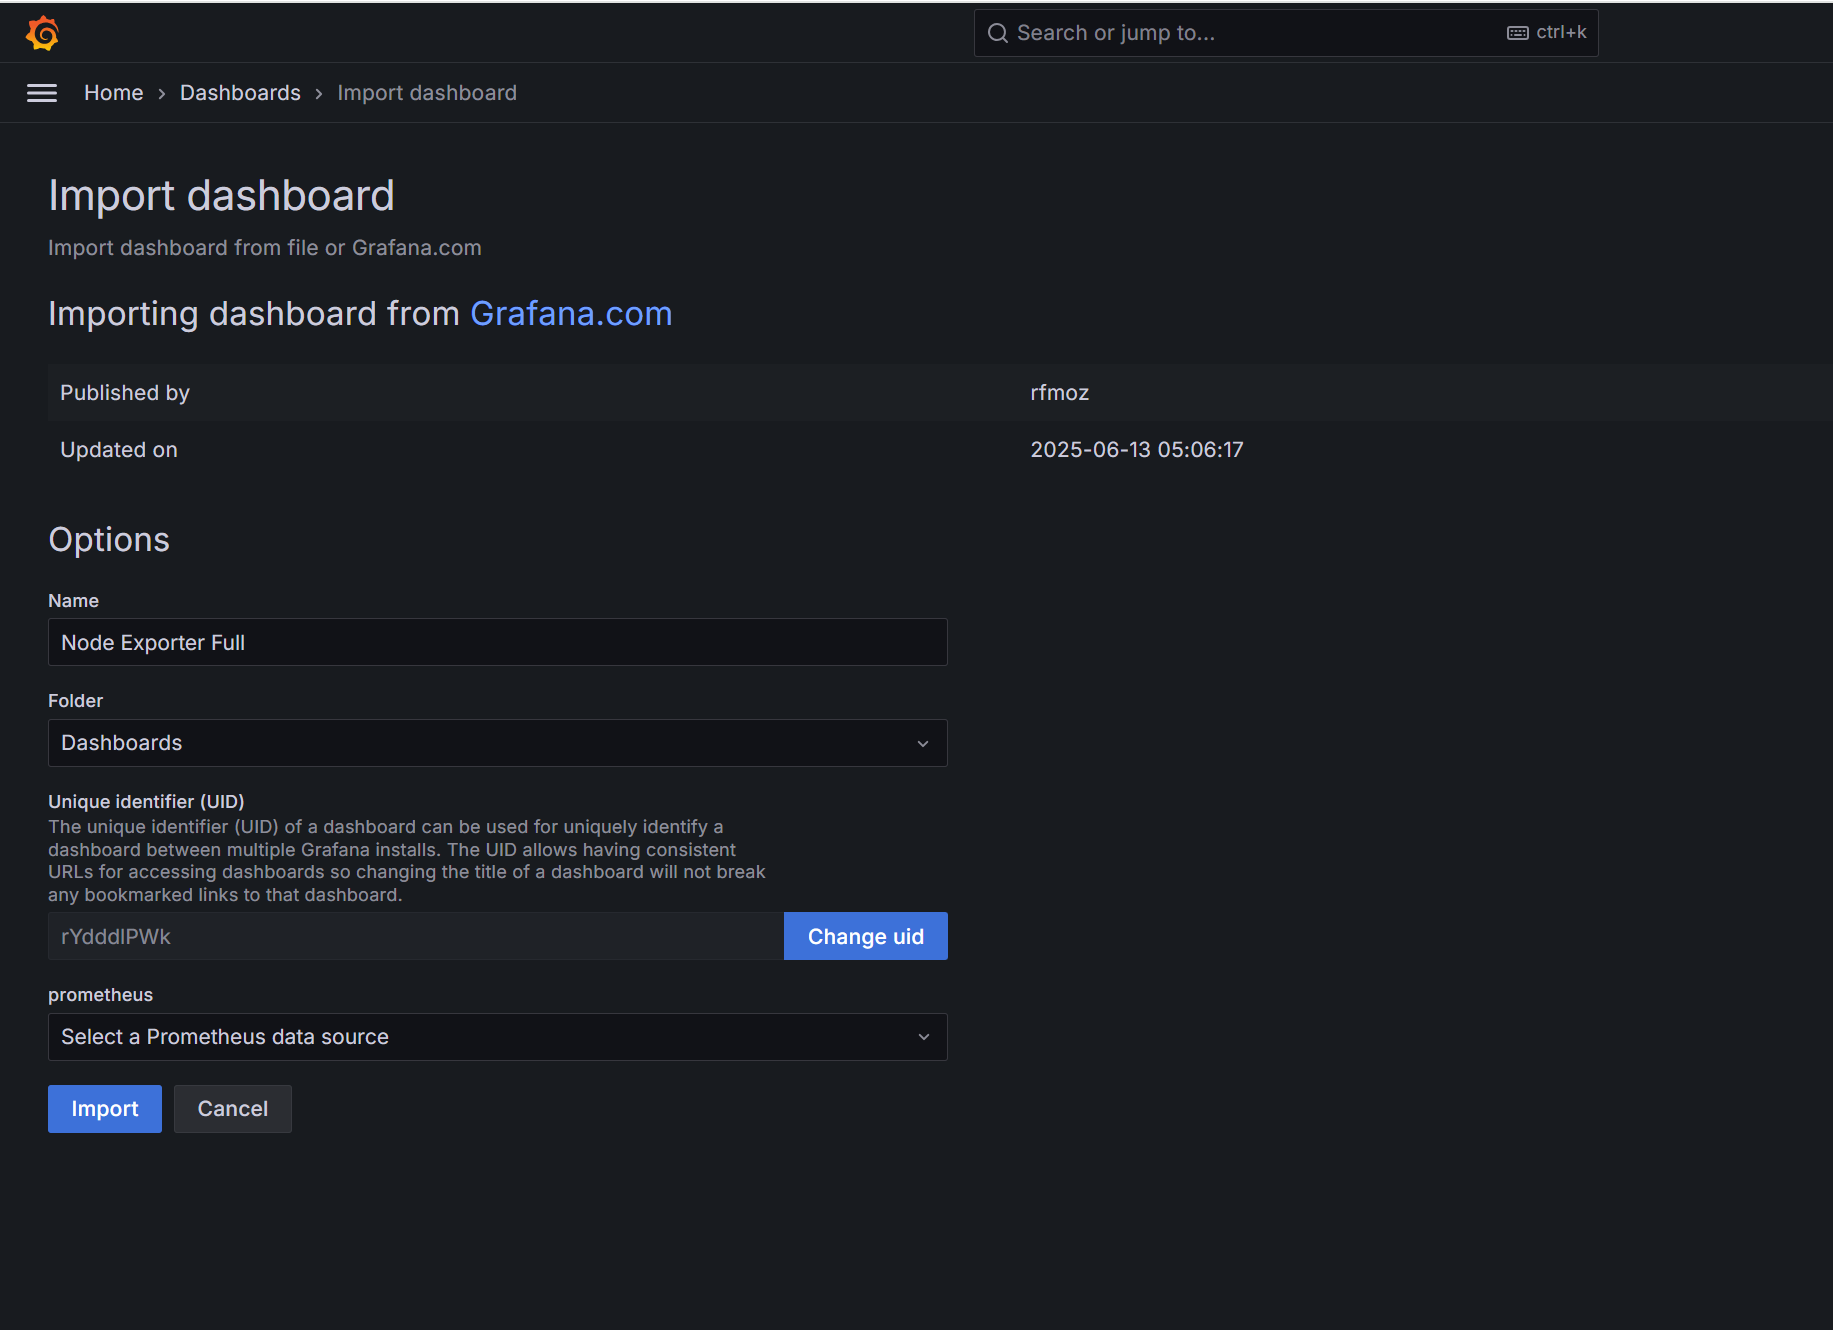 Search or jump to...
ctrl+k
Home › Dashboards › Import dashboard
Import dashboard
Import dashboard from file or Grafana.com
Importing dashboard from Grafana.com
Published by rfmoz
Updated on 2025-06-13 05:06:17
Options
Name
Node Exporter Full
Folder
Dashboards
Unique identifier (UID)
The unique identifier (UID) of a dashboard can be used for uniquely identify a
dashboard between multiple Grafana installs. The UID allows having consistent
URLs for accessing dashboards so changing the title of a dashboard will not break
any bookmarked links to that dashboard.
rYdddlPWk
Change uid
prometheus
Select a Prometheus data source
Import
Cancel